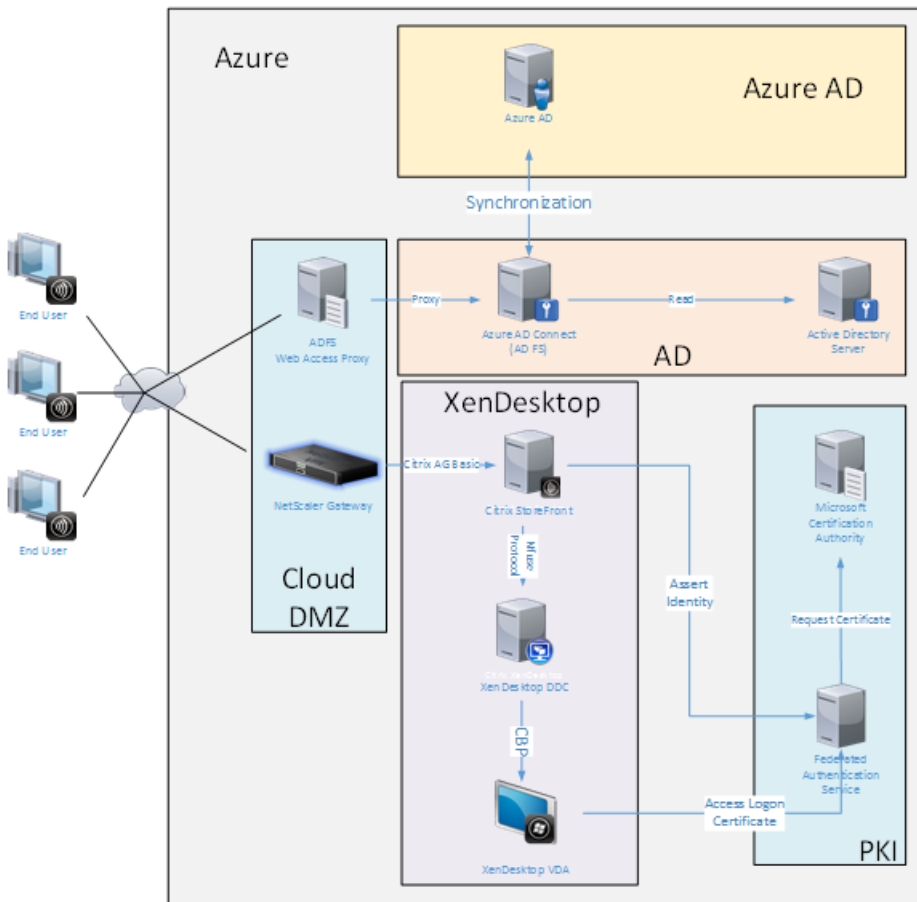 Azure
Azure AD
Azure AD
Synchronization
End User
End User
End User
ADFS
Web Access Proxy
Proxy
Azure AD Connect
(AD FS)
Read
Active Directory
Server
AD
XenDesktop
NetScaler Gateway
Citrix AG Basic
Citrix StoreFront
Cloud
DMZ
Nfuse
Protocol
Assert
Identity
Microsoft
Certification
Authority
Request Certificate
XenDesktop DDC
CBP
Federated
Authentication
Service
Access Logon
Certificate
XenDesktop VDA
PKI